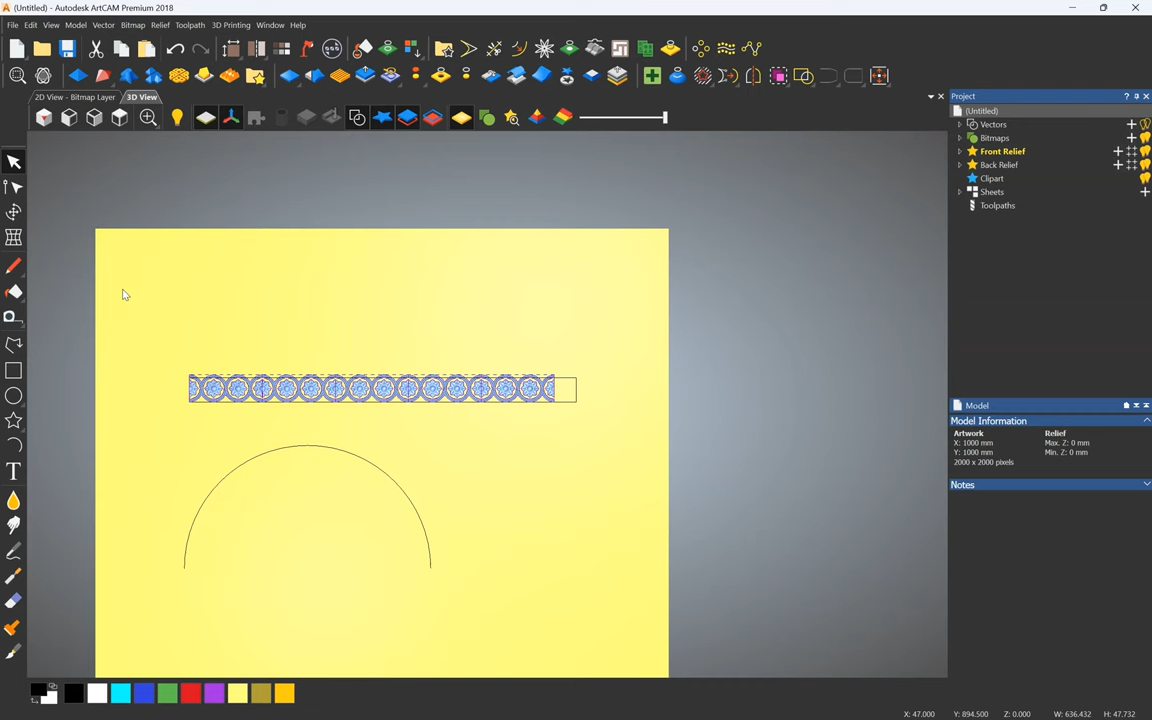 (Untitled) - Autodesk ArtCAM Premium 2018
File Edit View Model Vector Bitmap Relief Toolpath 3D Printing Window Help
2D View - Bitmap Layer 3D View
Project
(Untitled)
Vectors
Bitmaps
Front Relief
Back Relief
Clipart
Sheets
Toolpaths
Model
Model Information
Artwork Relief
X: 1000 mm Max. Z: 0 mm
Y: 1000 mm Min. Z: 0 mm
2000 x 2000 pixels
Notes
X: 47.000 Y: 894.500 Z: 0.000 W: 636.432 H: 47.732